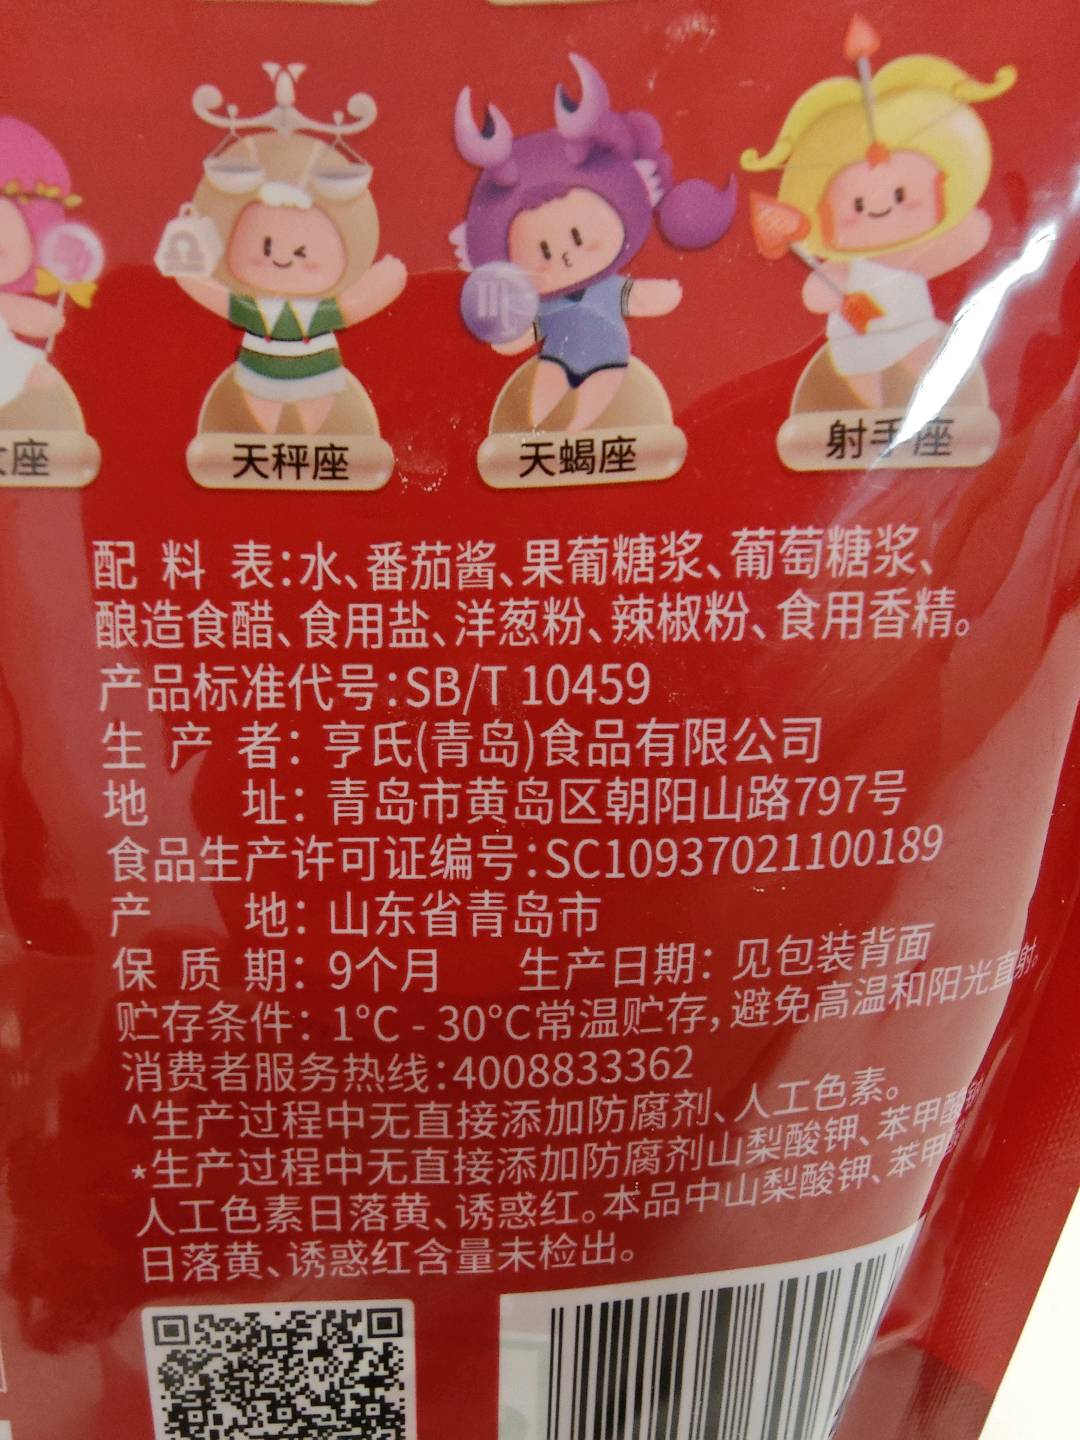 座
天秤座
天蝎座
射手座
配料表:水、番茄酱、果葡糖浆、葡萄糖浆、
酿造食醋、食用盐、洋葱粉、辣椒粉、食用香精。
产品标准代号:SB/T 10459
生产者:亨氏(青岛)食品有限公司
地址:青岛市黄岛区朝阳山路797号
食品生产许可证编号:SC10937021100189
产地:山东省青岛市
保质期:9个月 生产日期:见包装背面
贮存条件:1°C - 30°C常温贮存,避免高温和阳光直射。
消费者服务热线:4008833362
^生产过程中无直接添加防腐剂、人工色素。
*生产过程中无直接添加防腐剂山梨酸钾、苯甲酸钠
人工色素日落黄、诱惑红。本品中山梨酸钾、苯甲酸
日落黄、诱惑红含量未检出。